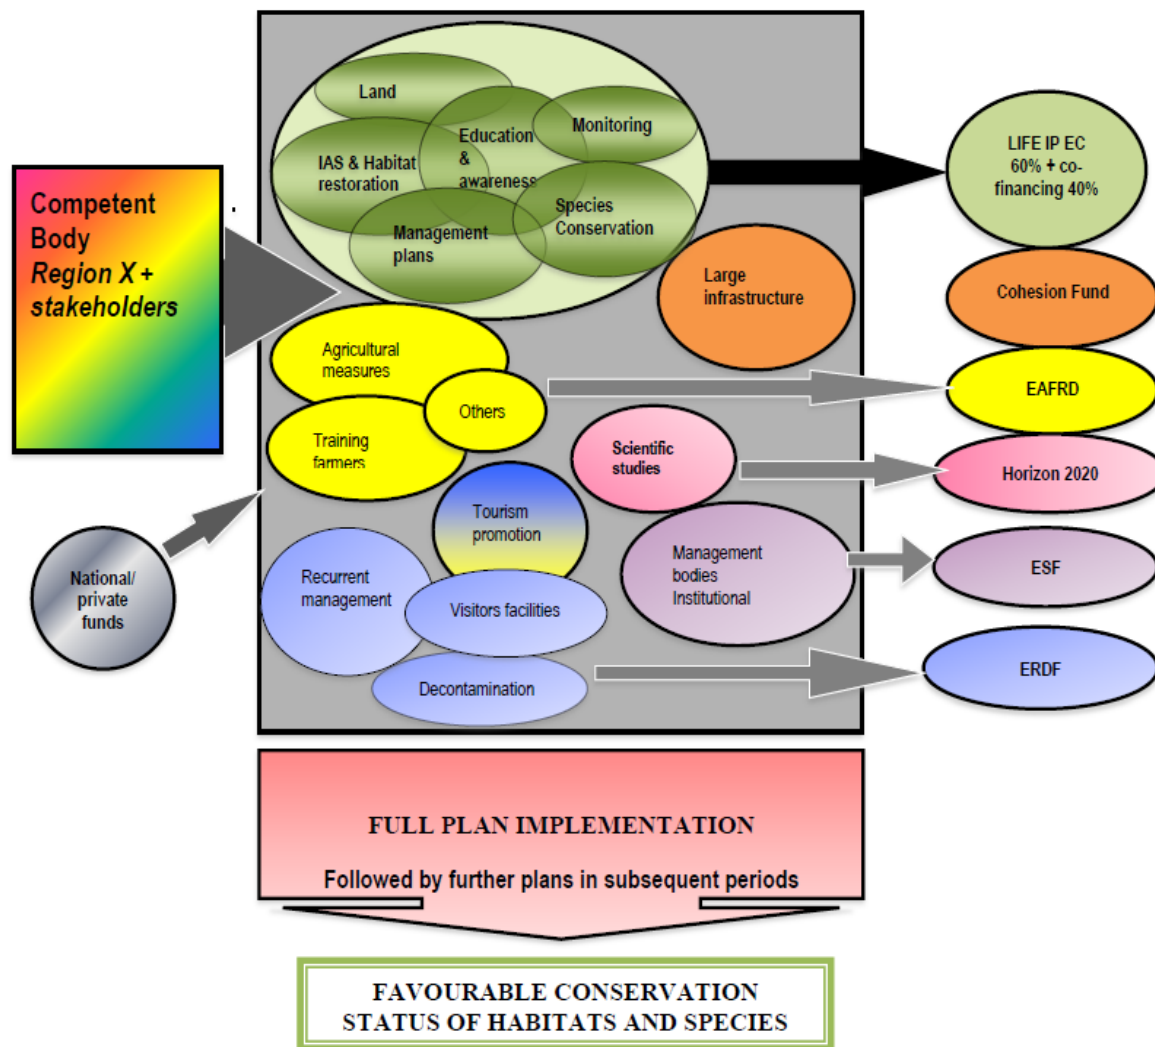 Land
Monitoring
Education
&
awareness
IAS & Habitat
restoration
Species
Conservation
Management
plans
LIFE IP EC
60% + co-
financing 40%
Competent
Body
Region X +
stakeholders
.
Large
infrastructure
Cohesion Fund
Agricultural
measures
Others
EAFRD
Training
farmers
Scientific
studies
Horizon 2020
Tourism
promotion
National/
private
funds
Recurrent
management
Visitors facilities
Management
bodies
Institutional
ESF
Decontamination
ERDF
FULL PLAN IMPLEMENTATION
Followed by further plans in subsequent periods
FAVOURABLE CONSERVATION
STATUS OF HABITATS AND SPECIES